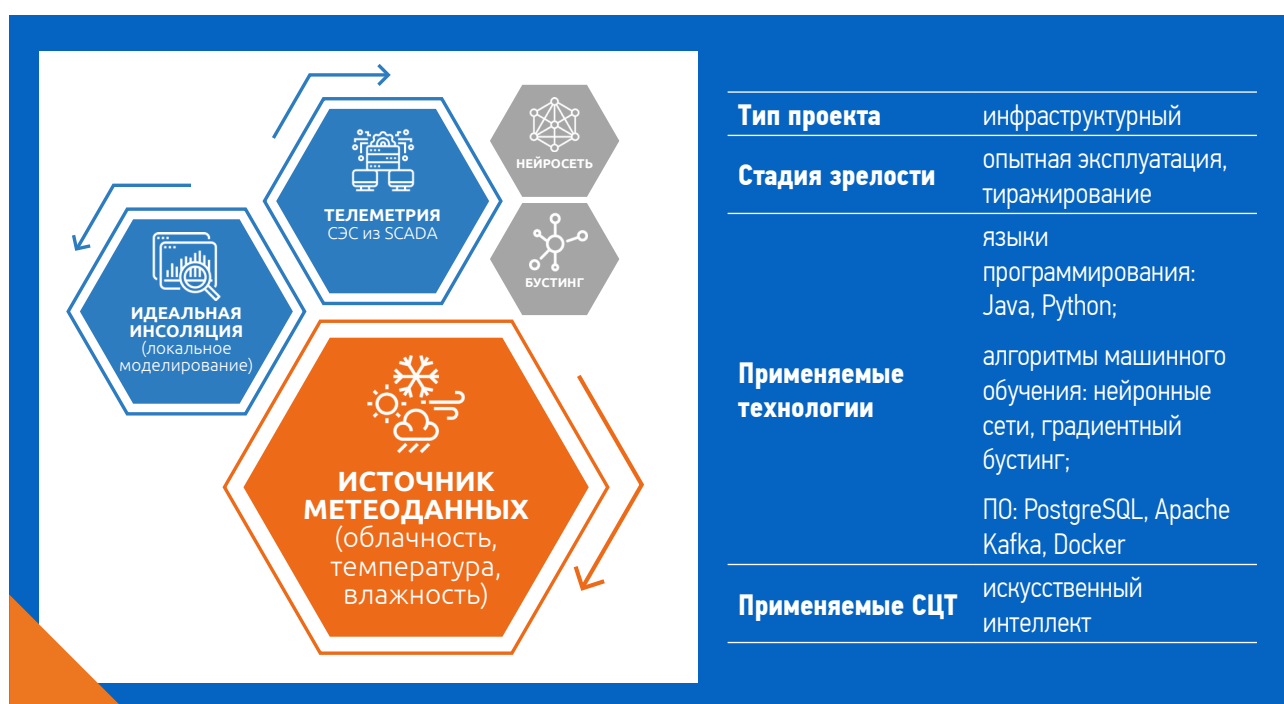 ТЕЛЕМЕТРИЯ
СЭС из SCADA
НЕЙРОСЕТЬ
БУСТИНГ
ИДЕАЛЬНАЯ
ИНСОЛЯЦИЯ
(локальное
моделирование)
ИСТОЧНИК
МЕТЕОДАННЫХ
(облачность,
температура,
влажность)
Тип проекта
инфраструктурный
Стадия зрелости
опытная эксплуатация,
тиражирование
Применяемые
технологии
языки
программирования:
Java, Python;
алгоритмы машинного
обучения: нейронные
сети, градиентный
бустинг;
ПО: PostgreSQL, Apache
Kafka, Docker
Применяемые СЦТ
искусственный
интеллект